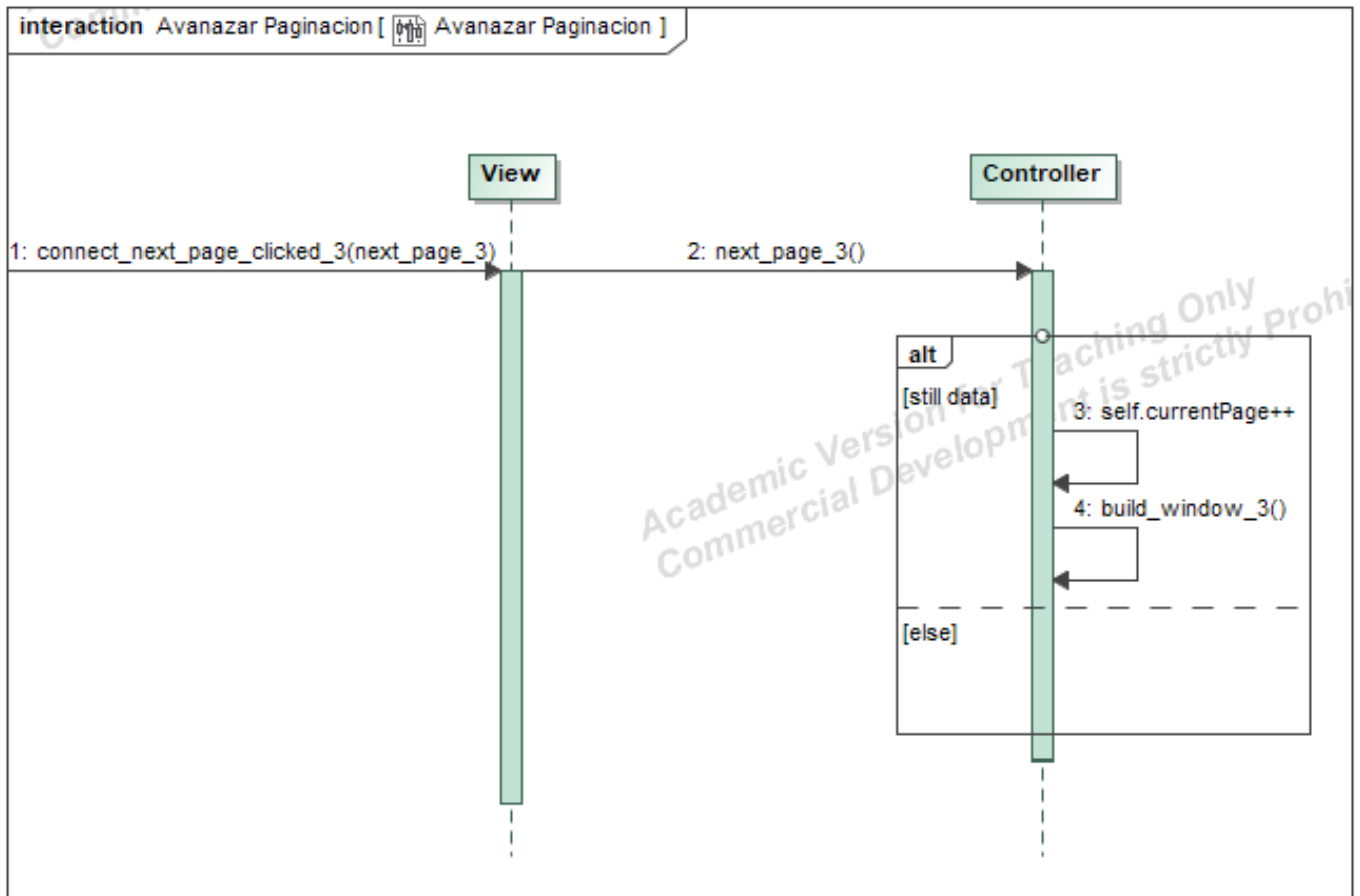 interaction Avanazar Paginacion [ Avanazar Paginacion ]
View
Controller
1: connect_next_page_clicked_3(next_page_3)
2: next_page_3()
alt
[still data]
3: self.currentPage++
4: build_window_3()
[else]
Academic Version for Teaching Only
Commercial Development is strictly Prohi